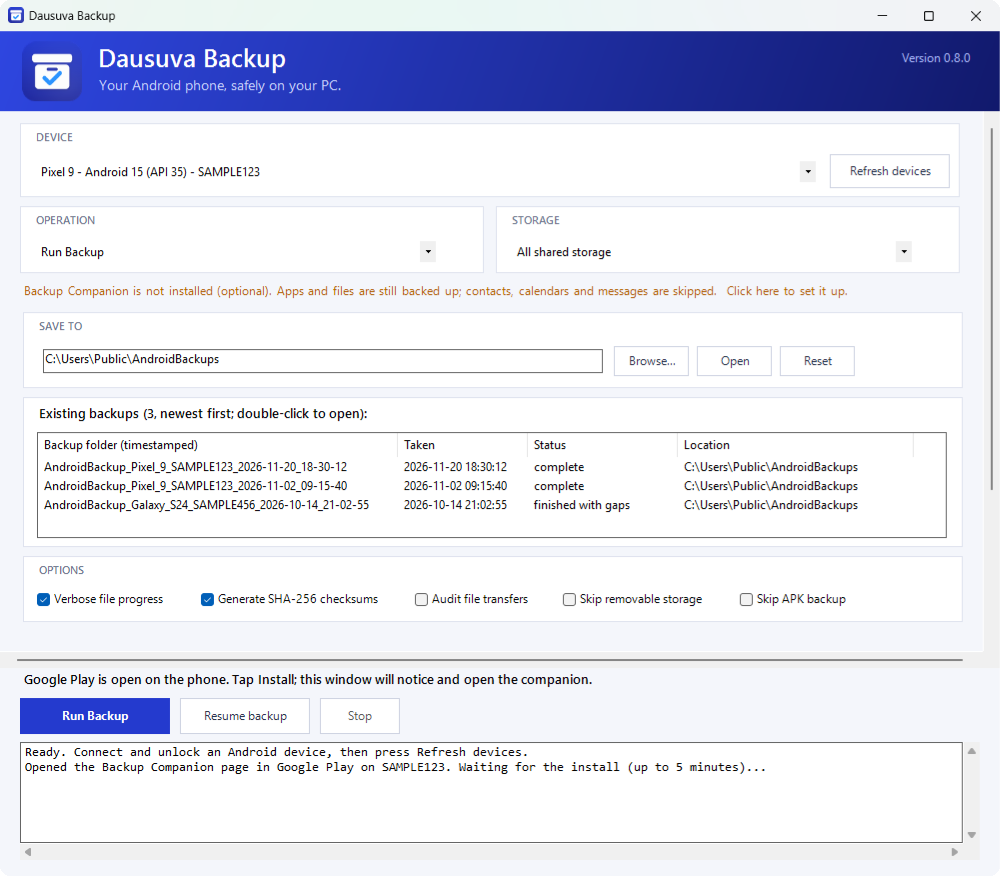 Dausuva Backup
Dausuva Backup
Your Android phone, safely on your PC.
Version 0.8.0
DEVICE
Pixel 9 - Android 15 (API 35) - SAMPLE123
Refresh devices
OPERATION
Run Backup
STORAGE
All shared storage
Backup Companion is not installed (optional). Apps and files are still backed up; contacts, calendars and messages are skipped. Click here to set it up.
SAVE TO
C:\Users\Public\AndroidBackups
Browse...
Open
Reset
Existing backups (3, newest first; double-click to open):
Backup folder (timestamped) Taken Status Location
AndroidBackup_Pixel_9_SAMPLE123_2026-11-20_18-30-12 2026-11-20 18:30:12 complete C:\Users\Public\AndroidBackups
AndroidBackup_Pixel_9_SAMPLE123_2026-11-02_09-15-40 2026-11-02 09:15:40 complete C:\Users\Public\AndroidBackups
AndroidBackup_Galaxy_S24_SAMPLE456_2026-10-14_21-02-55 2026-10-14 21:02:55 finished with gaps C:\Users\Public\AndroidBackups
OPTIONS
Verbose file progress
Generate SHA-256 checksums
Audit file transfers
Skip removable storage
Skip APK backup
Google Play is open on the phone. Tap Install; this window will notice and open the companion.
Run Backup
Resume backup
Stop
Ready. Connect and unlock an Android device, then press Refresh devices.
Opened the Backup Companion page in Google Play on SAMPLE123. Waiting for the install (up to 5 minutes)...